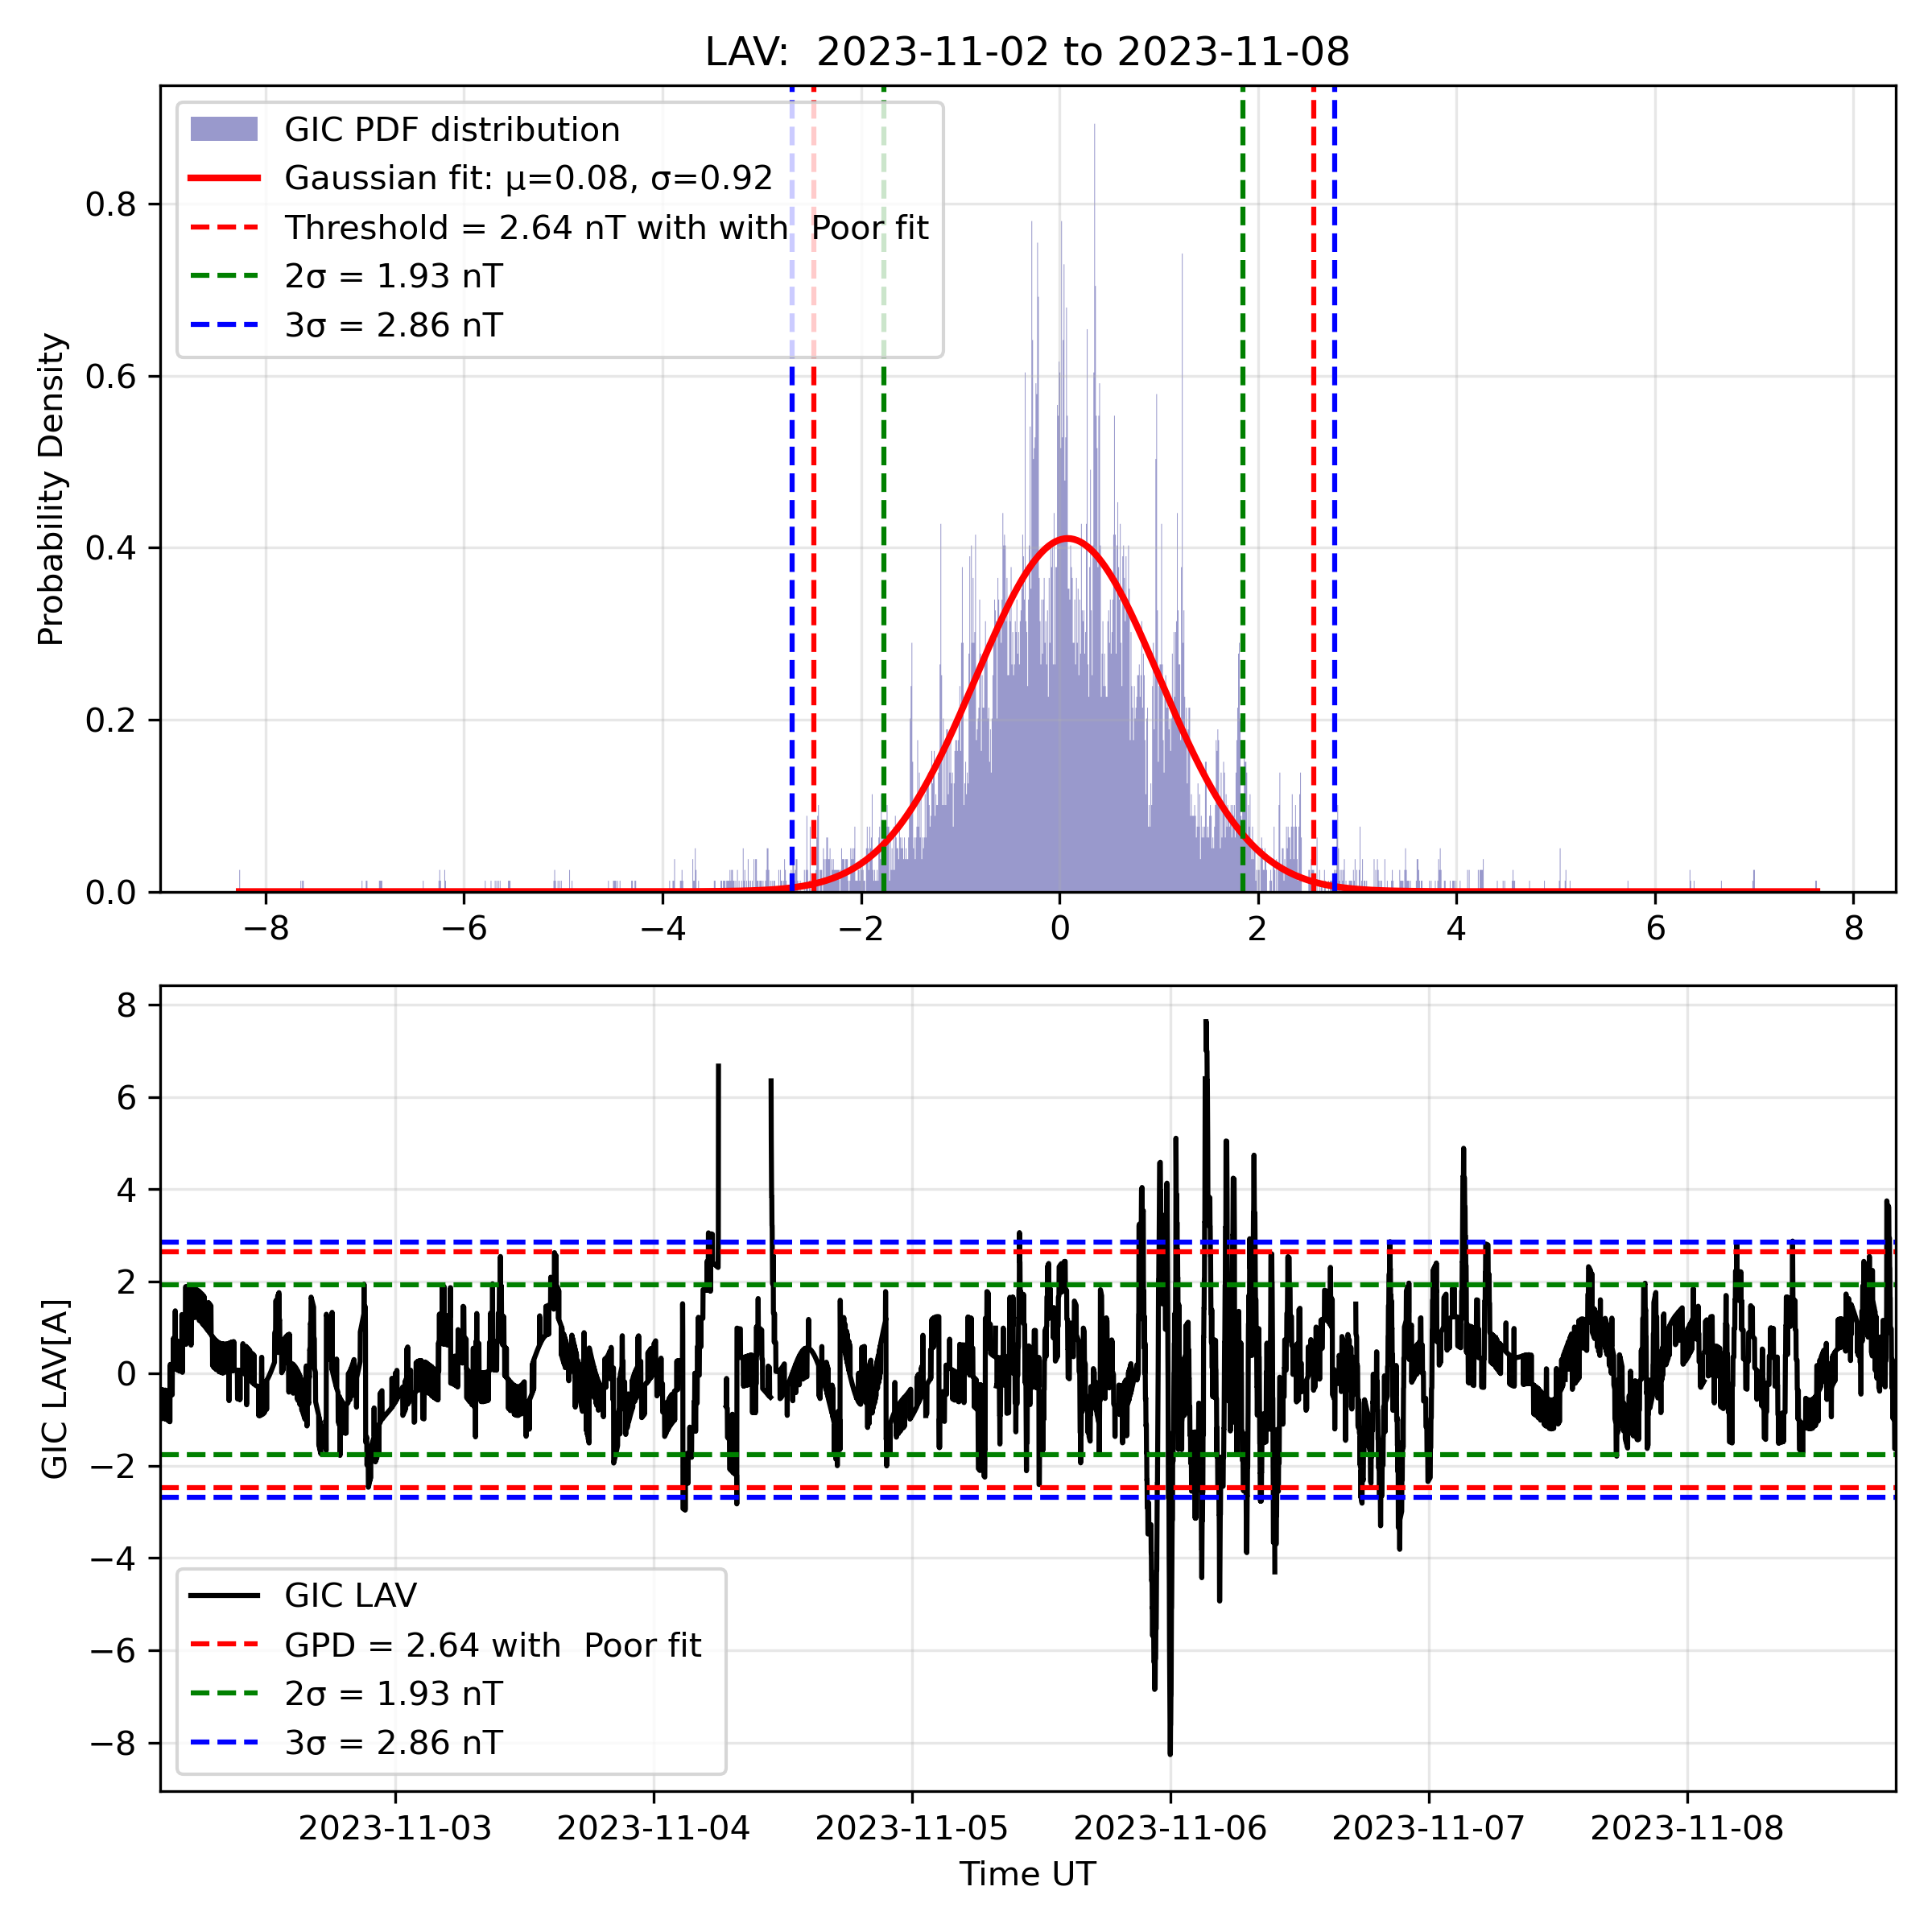 LAV:  2023-11-02 to 2023-11-08
GIC PDF distribution
Gaussian fit: μ=0.08, σ=0.92
Threshold = 2.64 nT with with  Poor fit
2σ = 1.93 nT
3σ = 2.86 nT
Probability Density
0.8
0.6
0.4
0.2
0.0
−8 −6 −4 −2 0 2 4 6 8
GIC LAV[A]
8
6
4
2
0
−2
−4
−6
−8
GIC LAV
GPD = 2.64 with  Poor fit
2σ = 1.93 nT
3σ = 2.86 nT
2023-11-03 2023-11-04 2023-11-05 2023-11-06 2023-11-07 2023-11-08
Time UT